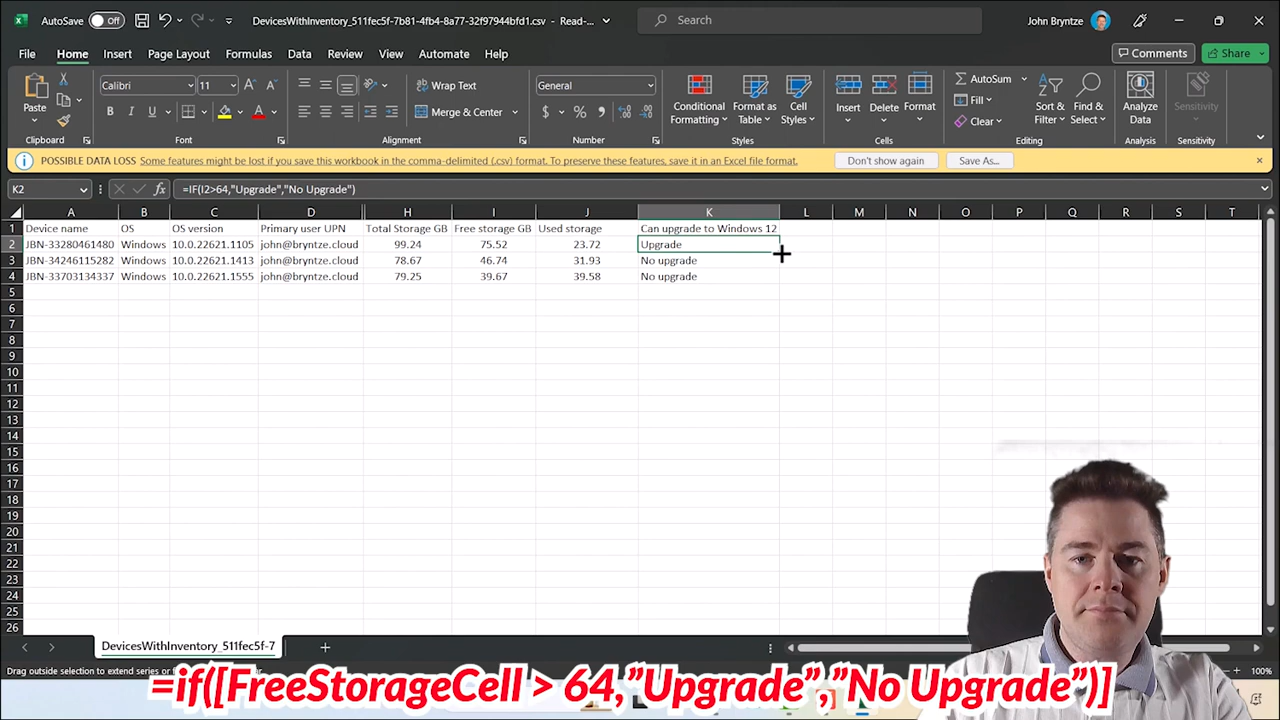 AutoSave Off DevicesWithInventory_511fec5f-7b81-4fb4-8a77-32f97944bfd1.csv - Read-... Search John Bryntze
File Home Insert Page Layout Formulas Data Review View Automate Help Comments Share
Paste Calibri 11 Wrap Text General Conditional Formatting Format as Table Cell Styles Insert Delete Format AutoSum Sort & Filter Find & Select Analyze Data Sensitivity
B I U Merge & Center $ % Fill Clear
Clipboard Font Alignment Number Styles Cells Editing Analysis Sensitivity
POSSIBLE DATA LOSS Some features might be lost if you save this workbook in the comma-delimited (.csv) format. To preserve these features, save it in an Excel file format. Don't show again Save As...
K2 fx =IF(I2>64,"Upgrade","No Upgrade")
A B C D H I J K L M N O P Q R S T
1 Device name OS OS version Primary user UPN Total Storage GB Free storage GB Used storage Can upgrade to Windows 12
2 JBN-33280461480 Windows 10.0.22621.1105 john@bryntze.cloud 99.24 75.52 23.72 Upgrade
3 JBN-34246115282 Windows 10.0.22621.1413 john@bryntze.cloud 78.67 46.74 31.93 No upgrade
4 JBN-33703134337 Windows 10.0.22621.1555 john@bryntze.cloud 79.25 39.67 39.58 No upgrade
5
6
7
8
9
10
11
12
13
14
15
16
17
18
19
20
21
22
23
24
25
26
DevicesWithInventory_511fec5f-7
Drag outside selection to extend series or 100%
=if([FreeStorageCell > 64,”Upgrade”,”No Upgrade”)]